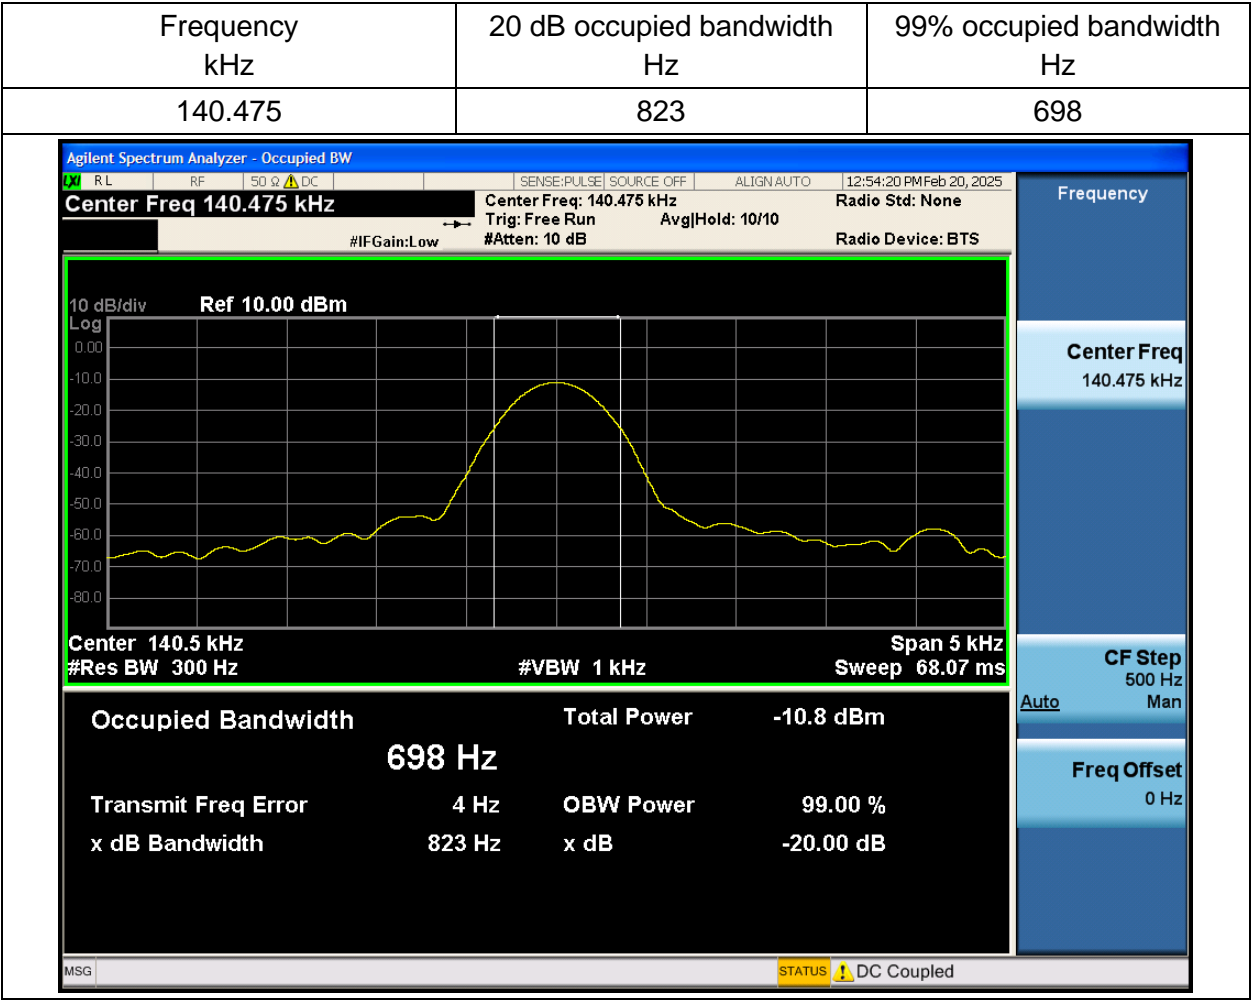 Frequency
kHz
20 dB occupied bandwidth
Hz
99% occupied bandwidth
Hz
140.475
823
698
Agilent Spectrum Analyzer - Occupied BW
LXI RL RF 50 Ω DC SENSE:PULSE SOURCE OFF ALIGN AUTO 12:54:20 PM Feb 20, 2025
Center Freq 140.475 kHz
Center Freq: 140.475 kHz
Radio Std: None
Trig: Free Run
Avg|Hold: 10/10
#IFGain:Low
#Atten: 10 dB
Radio Device: BTS
10 dB/div
Ref 10.00 dBm
Log
0.00
-10.0
-20.0
-30.0
-40.0
-50.0
-60.0
-70.0
-80.0
Center 140.5 kHz
Span 5 kHz
#Res BW 300 Hz
#VBW 1 kHz
Sweep 68.07 ms
Occupied Bandwidth
Total Power -10.8 dBm
698 Hz
Transmit Freq Error 4 Hz
OBW Power 99.00 %
x dB Bandwidth 823 Hz
x dB -20.00 dB
Frequency
Center Freq
140.475 kHz
CF Step
500 Hz
Auto Man
Freq Offset
0 Hz
MSG
STATUS
DC Coupled